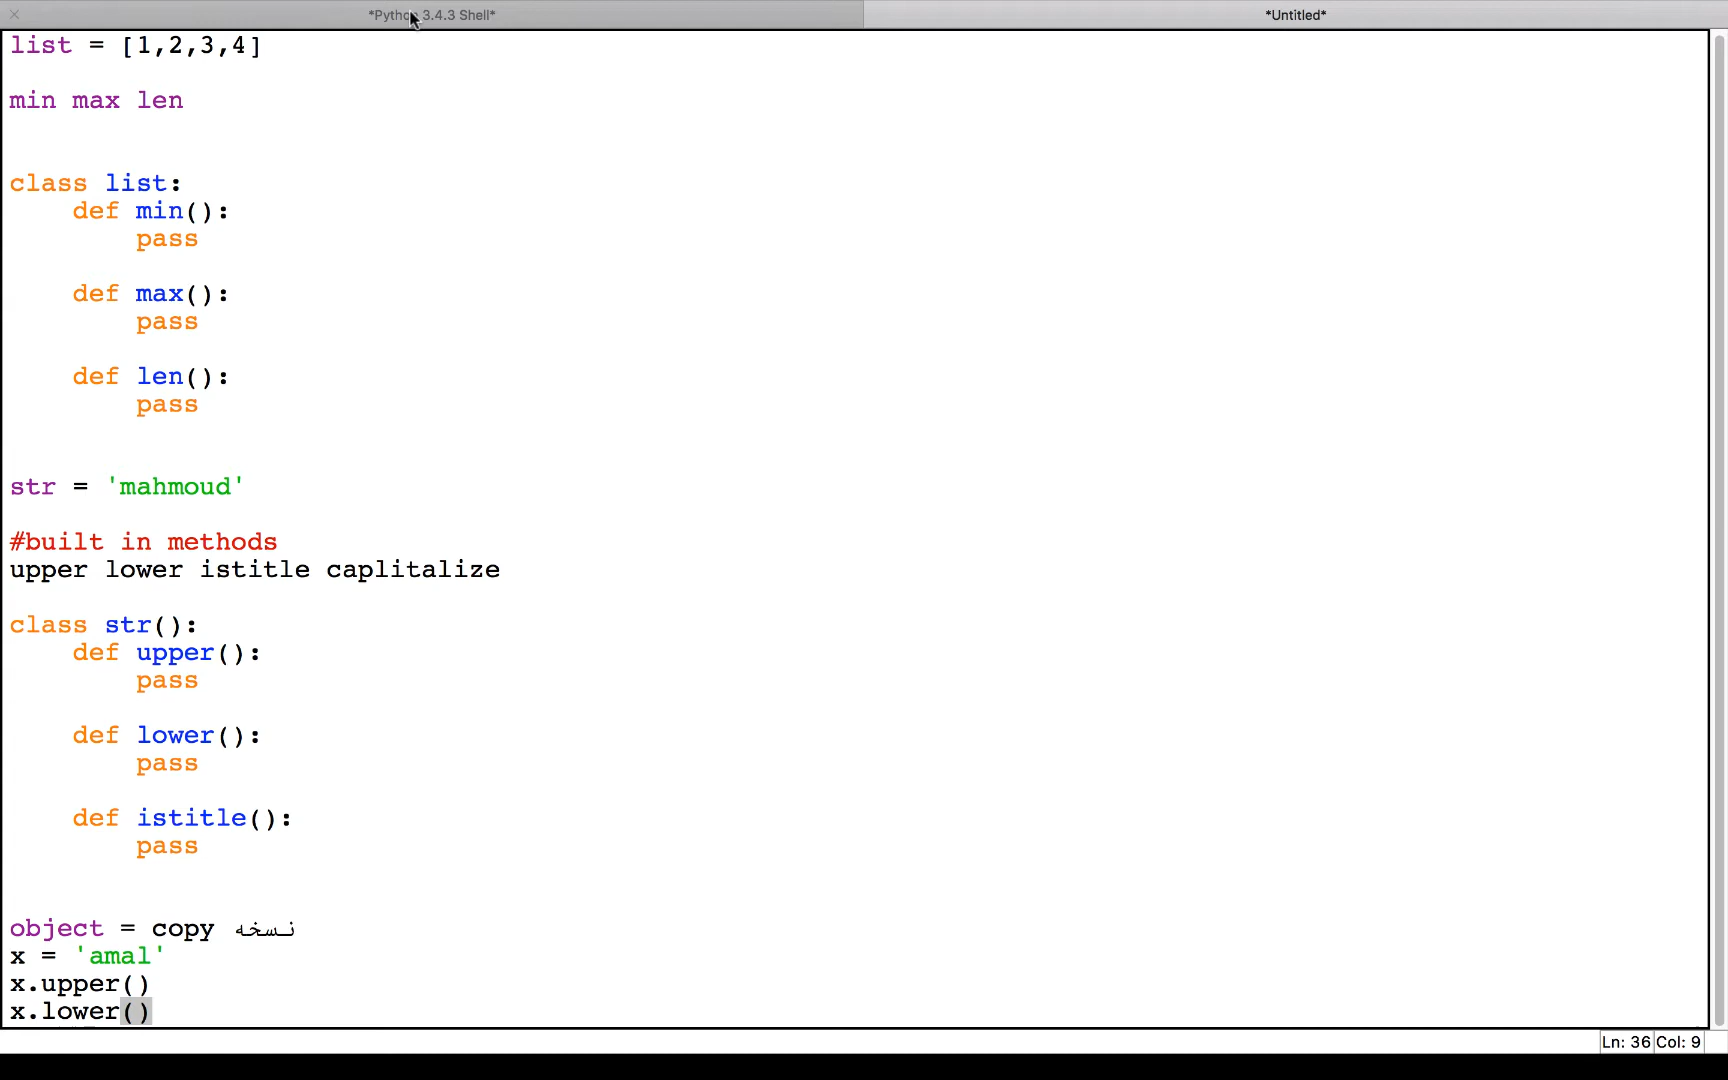 *Python 3.4.3 Shell*
*Untitled*
list = [1,2,3,4]
min max len
class list:
def min():
pass
def max():
pass
def len():
pass
str = 'mahmoud'
#built in methods
upper lower istitle caplitalize
class str():
def upper():
pass
def lower():
pass
def istitle():
pass
object = copy نسخه
x = 'amal'
x.upper()
x.lower()
Ln: 36 Col: 9